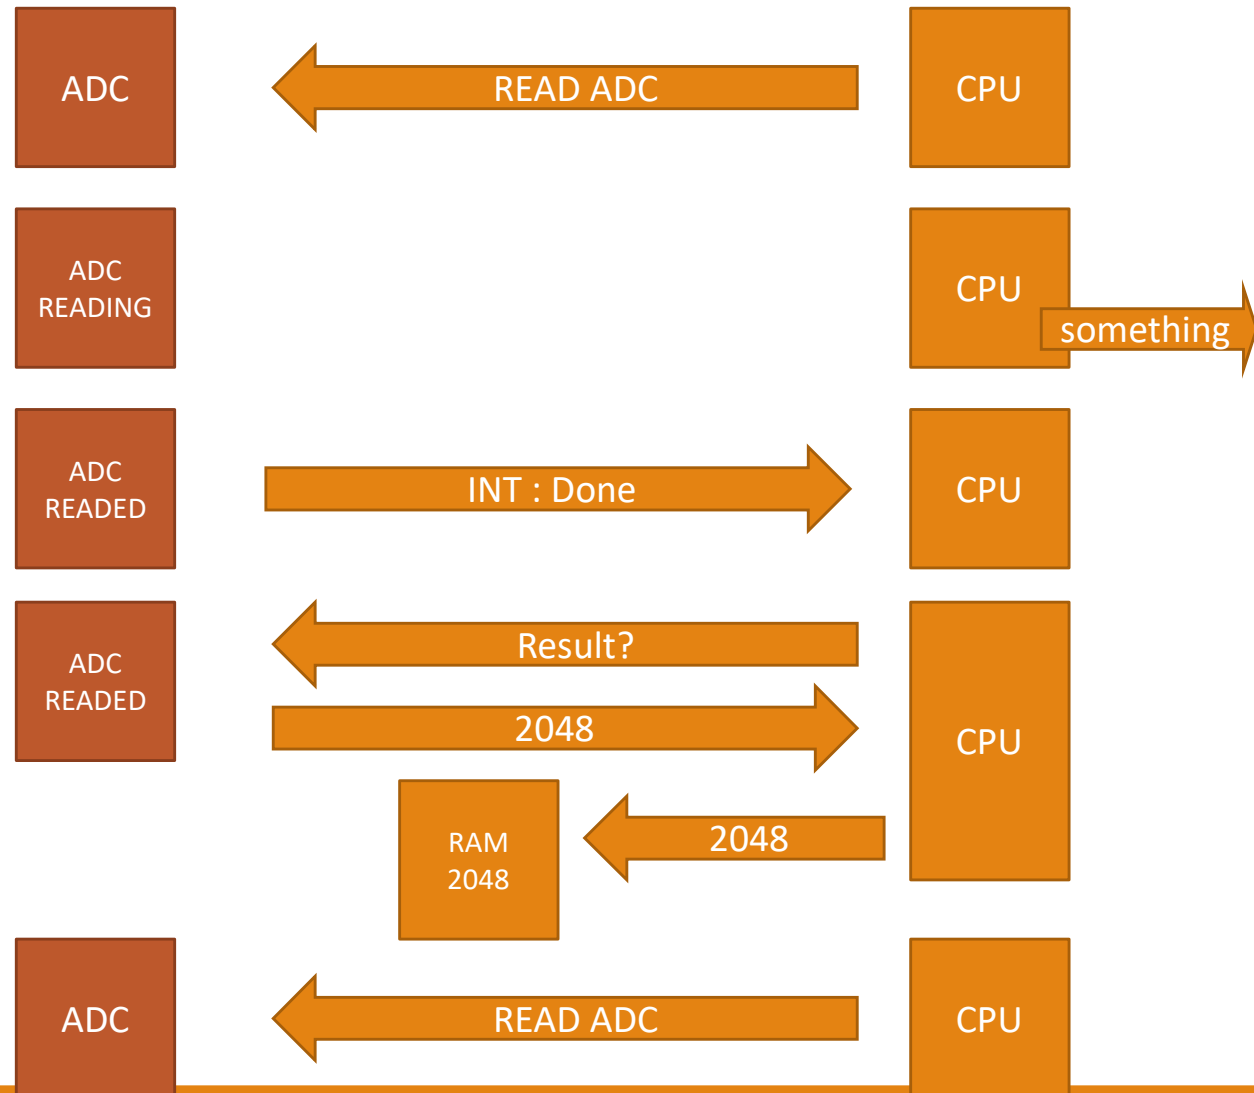 ADC
READ ADC
CPU
ADC
READING
CPU
something
ADC
READED
INT : Done
CPU
ADC
READED
Result?
2048
CPU
RAM
2048
2048
ADC
READ ADC
CPU